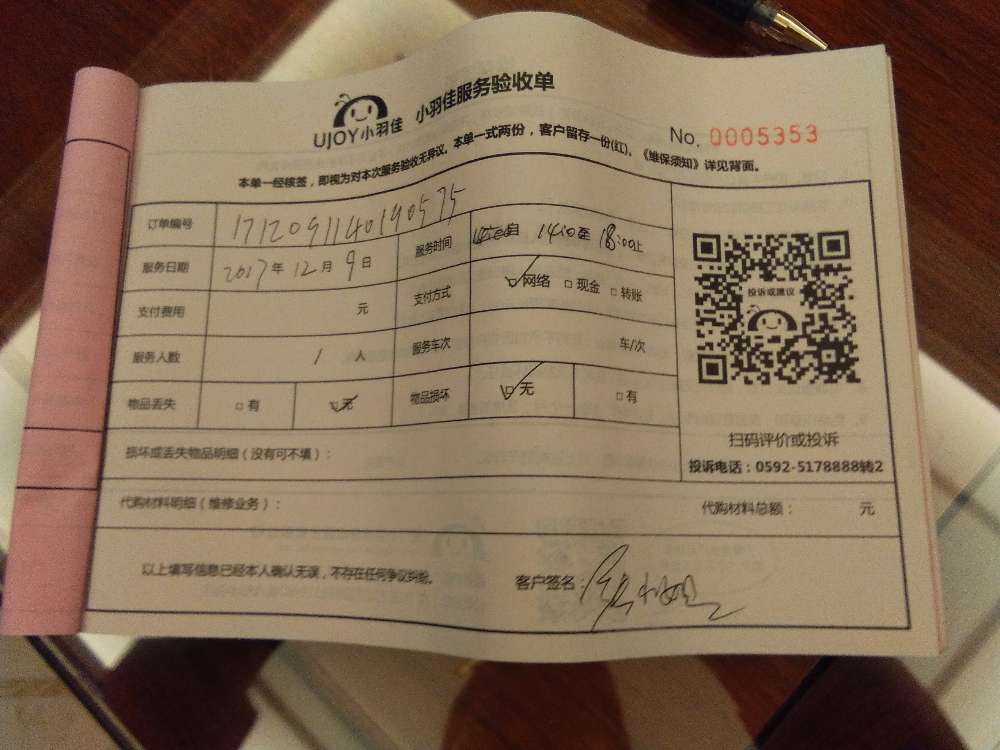 UJOY小羽佳 小羽佳服务验收单
No. 0005353
本单一经核签，即视为对本次服务验收无异议。本单一式两份，客户留存一份(红)。《维保须知》详见背面。
订单编号 1712091140190575
服务日期 2017年12月9日 服务时间 自 14:10至 18:00止
支付费用 元 支付方式 □网络 □现金 □转账
服务人数 1 人 服务车次 车/次
物品丢失 □有 □无 物品损坏 □无 □有
投诉或建议
扫码评价或投诉
投诉电话：0592-5178888转2
损坏或丢失物品明细（没有可不填）：
代购材料明细（维修业务）： 代购材料总额： 元
以上填写信息已经本人确认无误，不存在任何争议纠纷。 客户签名：